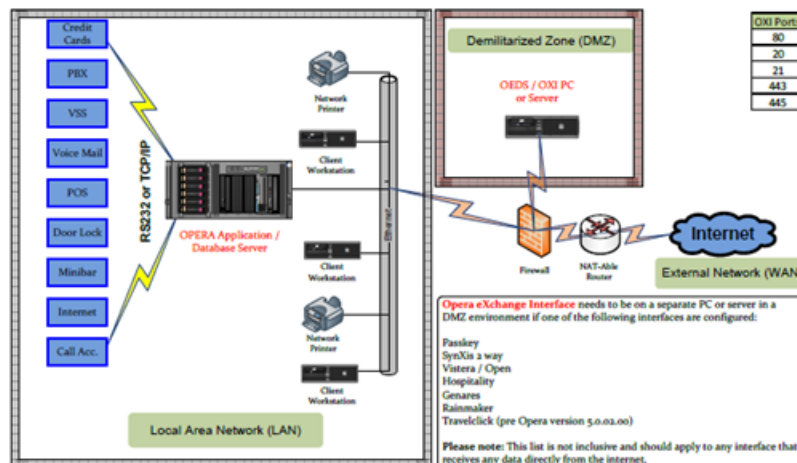 Credit
Cards
PBX
VSS
Voice Mail
POS
Door Lock
Minibar
Internet
Call Acc.
RS232 or TCP/IP
OPERA Application /
Database Server
Network
Printer
Client
Workstation
Ethernet
Client
Workstation
Network
Printer
Client
Workstation
Local Area Network (LAN)
Demilitarized Zone (DMZ)
OEDS / OXI PC
or Server
Firewall
NAT-Able
Router
Internet
External Network (WAN
OXI Ports
80
20
21
443
445
Opera eXchange Interface needs to be on a separate PC or server in a
DMZ environment if one of the following interfaces are configured:
Passkey
SynXis 2 way
Vistera / Open
Hospitality
Genares
Rainmaker
Travelclick (pre Opera version 5.0.02.00)
Please note: This list is not inclusive and should apply to any interface that
receives any data directly from the internet.